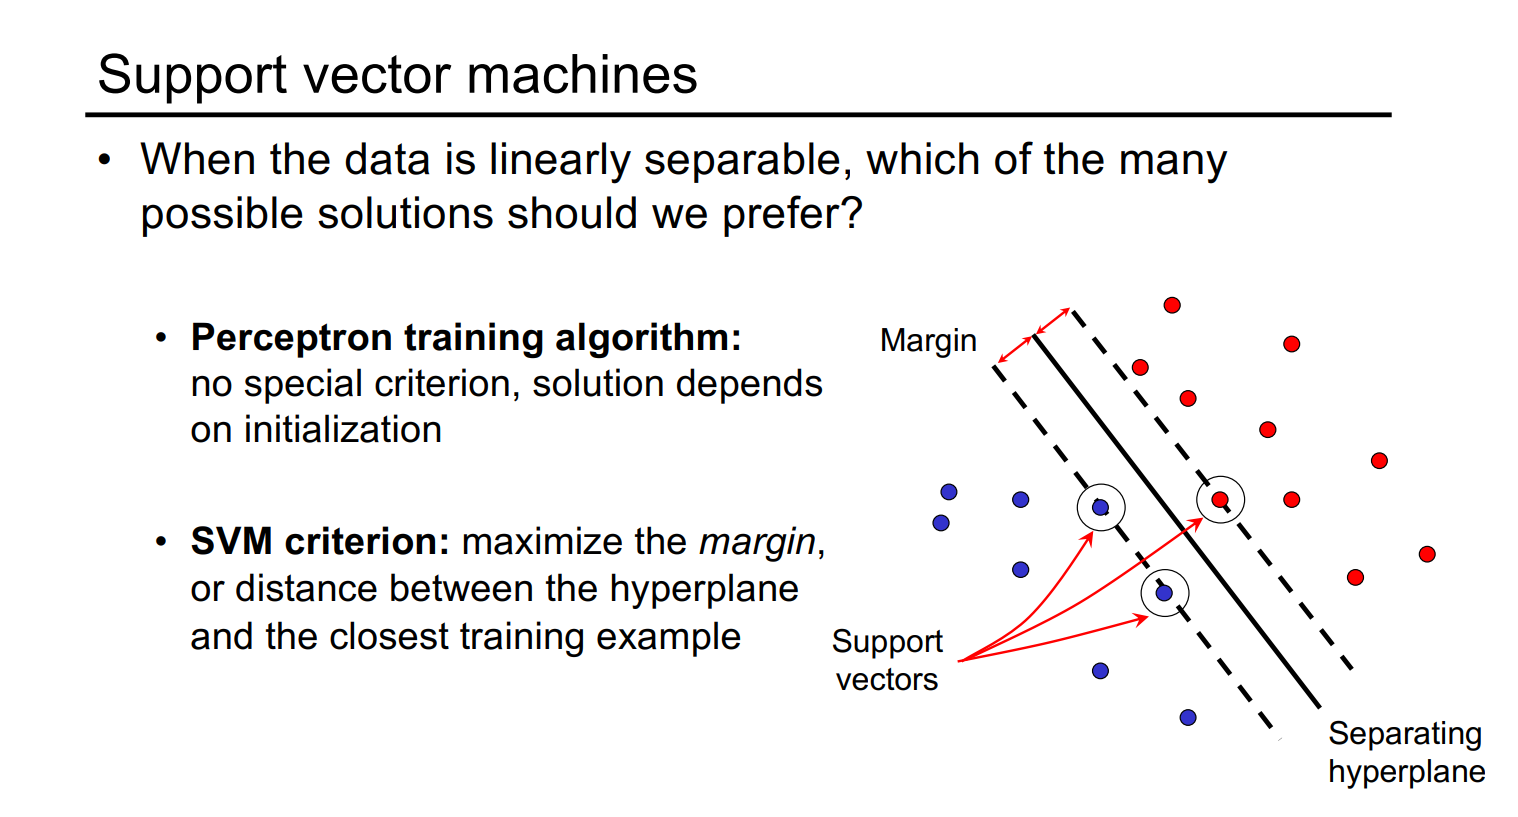 Support vector machines
• When the data is linearly separable, which of the many
possible solutions should we prefer?
• Perceptron training algorithm:
no special criterion, solution depends
on initialization
• SVM criterion: maximize the margin,
or distance between the hyperplane
and the closest training example
Margin
Support
vectors
Separating
hyperplane